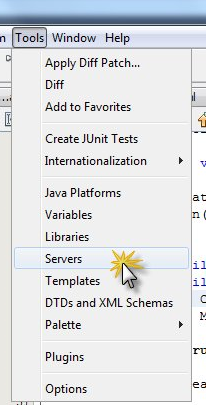 Tools Window Help
Apply Diff Patch...
Diff
Add to Favorites
Create JUnit Tests
Internationalization
Java Platforms
Variables
Libraries
Servers
Templates
DTDs and XML Schemas
Palette
Plugins
Options